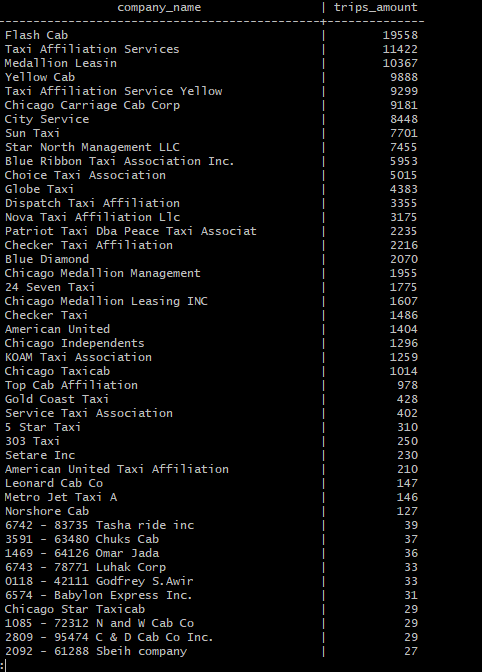 company_name | trips_amount
---------------------------------------------+--------------
Flash Cab | 19558
Taxi Affiliation Services | 11422
Medallion Leasin | 10367
Yellow Cab | 9888
Taxi Affiliation Service Yellow | 9299
Chicago Carriage Cab Corp | 9181
City Service | 8448
Sun Taxi | 7701
Star North Management LLC | 7455
Blue Ribbon Taxi Association Inc. | 5953
Choice Taxi Association | 5015
Globe Taxi | 4383
Dispatch Taxi Affiliation | 3355
Nova Taxi Affiliation Llc | 3175
Patriot Taxi Dba Peace Taxi Associat | 2235
Checker Taxi Affiliation | 2216
Blue Diamond | 2070
Chicago Medallion Management | 1955
24 Seven Taxi | 1775
Chicago Medallion Leasing INC | 1607
Checker Taxi | 1486
American United | 1404
Chicago Independents | 1296
KOAM Taxi Association | 1259
Chicago Taxicab | 1014
Top Cab Affiliation | 978
Gold Coast Taxi | 428
Service Taxi Association | 402
5 Star Taxi | 310
303 Taxi | 250
Setare Inc | 230
American United Taxi Affiliation | 210
Leonard Cab Co | 147
Metro Jet Taxi A | 146
Norshore Cab | 127
6742 - 83735 Tasha ride inc | 39
3591 - 63480 Chuks Cab | 37
1469 - 64126 Omar Jada | 36
6743 - 78771 Luhak Corp | 33
0118 - 42111 Godfrey S.Awir | 33
6574 - Babylon Express Inc. | 31
Chicago Star Taxicab | 29
1085 - 72312 N and W Cab Co | 29
2809 - 95474 C & D Cab Co Inc. | 29
2092 - 61288 Sbeih company | 27
: